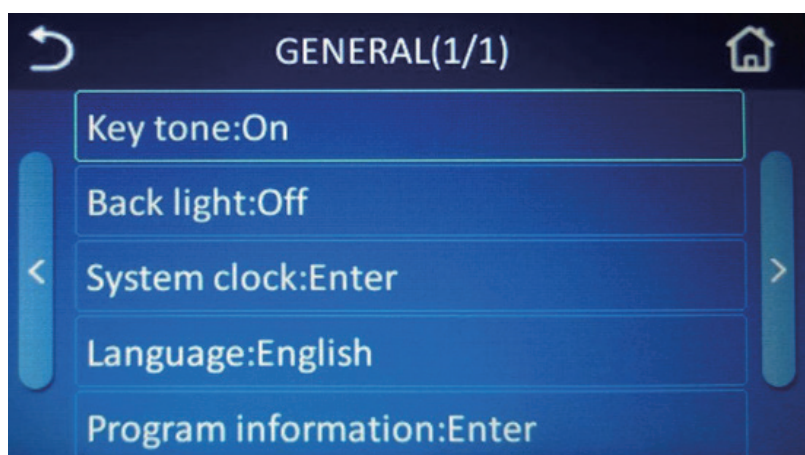 GENERAL(1/1)
Key tone:On
Back light:Off
System clock:Enter
Language:English
Program information:Enter